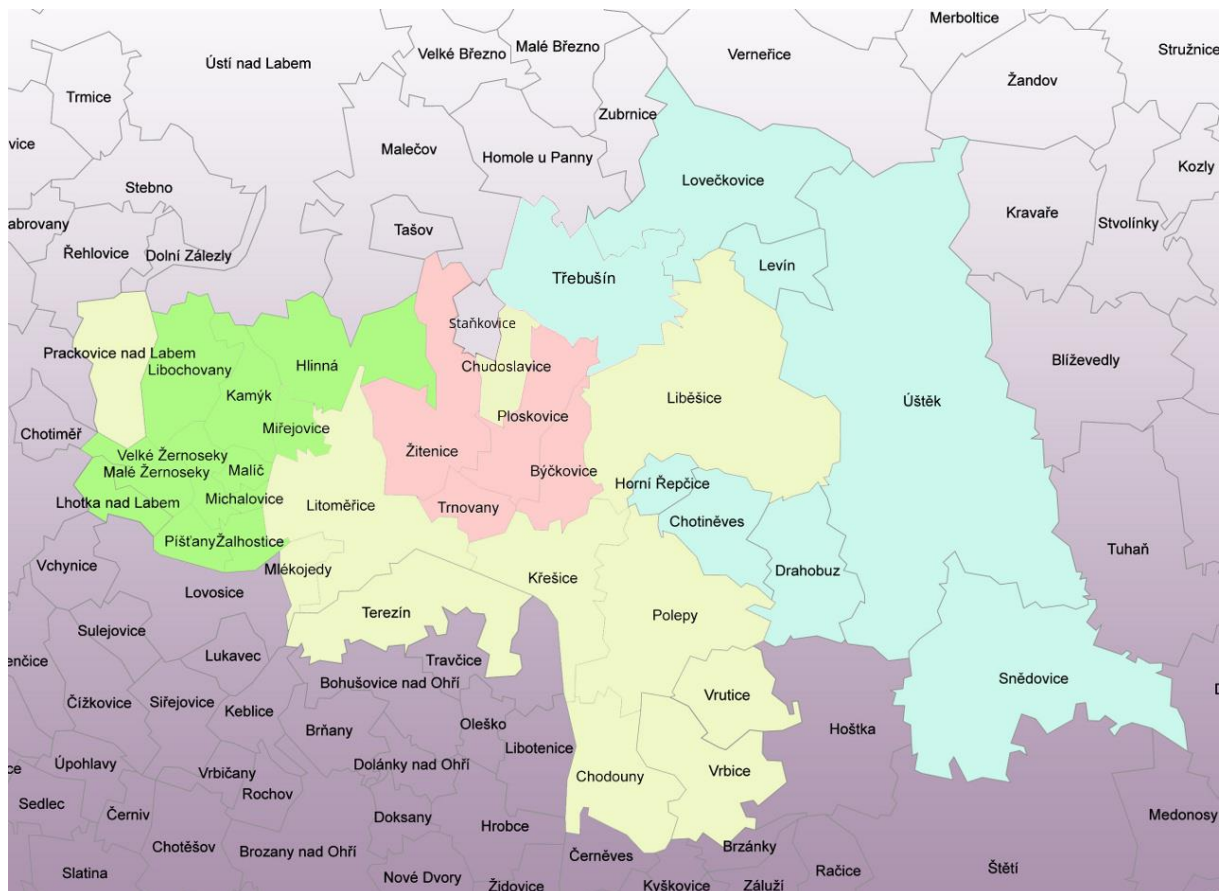 Merboltice
Malé Březno
Velké Březno
Verneřice
Stružnice
Ústí nad Labem
Žandov
Trmice
Zubrnice
vice
Malečov
Homole u Panny
Kozly
Stebno
Lovečkovice
Kravaře
abrovany
Stvolínky
Tašov
Řehlovice
Dolní Zálezly
Levín
Třebušín
Staňkovice
Prackovice nad Labem
Libochovany
Hlinná
Chudoslavice
Blíževedly
Kamýk
Liběšice
Úštěk
Ploskovice
Miřejovice
Chotiměř
Žitenice
Velké Žernoseky
Malíč
Malé Žernoseky
Býčkovice
Horní Řepčice
Lhotka nad Labem
Michalovice
Litoměřice
Trnovany
Chotiněves
Píšťany
Žalhostice
Tuhaň
Vchynice
Mlékojedy
Křešice
Drahobuz
Lovosice
Terezín
Polepy
Sulejovice
Lukavec
Travčice
enčice
Bohušovice nad Ohří
Snědovice
Vrutice
Čížkovice
Siřejovice
Keblice
Brňany
Oleško
Hoštka
D
Libotenice
Úpohlavy
Dolánky nad Ohří
ce
Vrbičany
Chodouny
Vrbice
Rochov
Sedlec
Černiv
Doksany
Hrobce
Medonosy
Chotěšov
Brozany nad Ohří
Černěves
Brzánky
Slatina
Nové Dvory
Židovice
Kyškovice
Záluží
Račice
Štětí